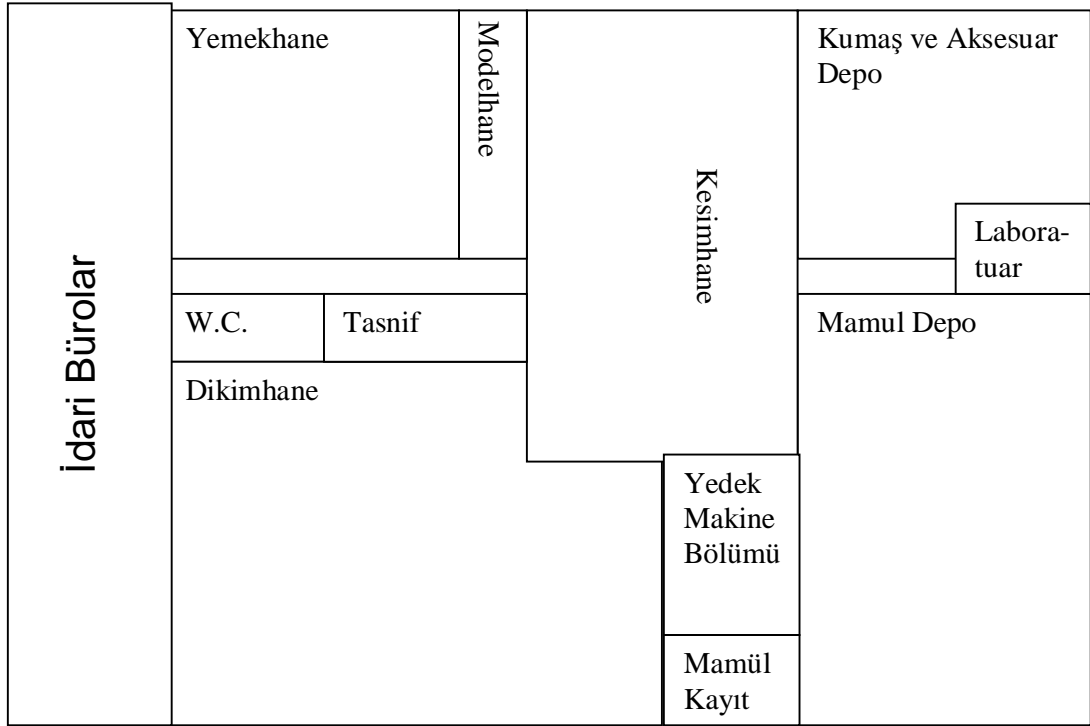 İdari Bürolar
Yemekhane
Modelhane
Kesimhane
Kumaş ve Aksesuar
Depo
Labora-
tuar
W.C.
Tasnif
Mamul Depo
Dikimhane
Yedek
Makine
Bölümü
Mamül
Kayıt